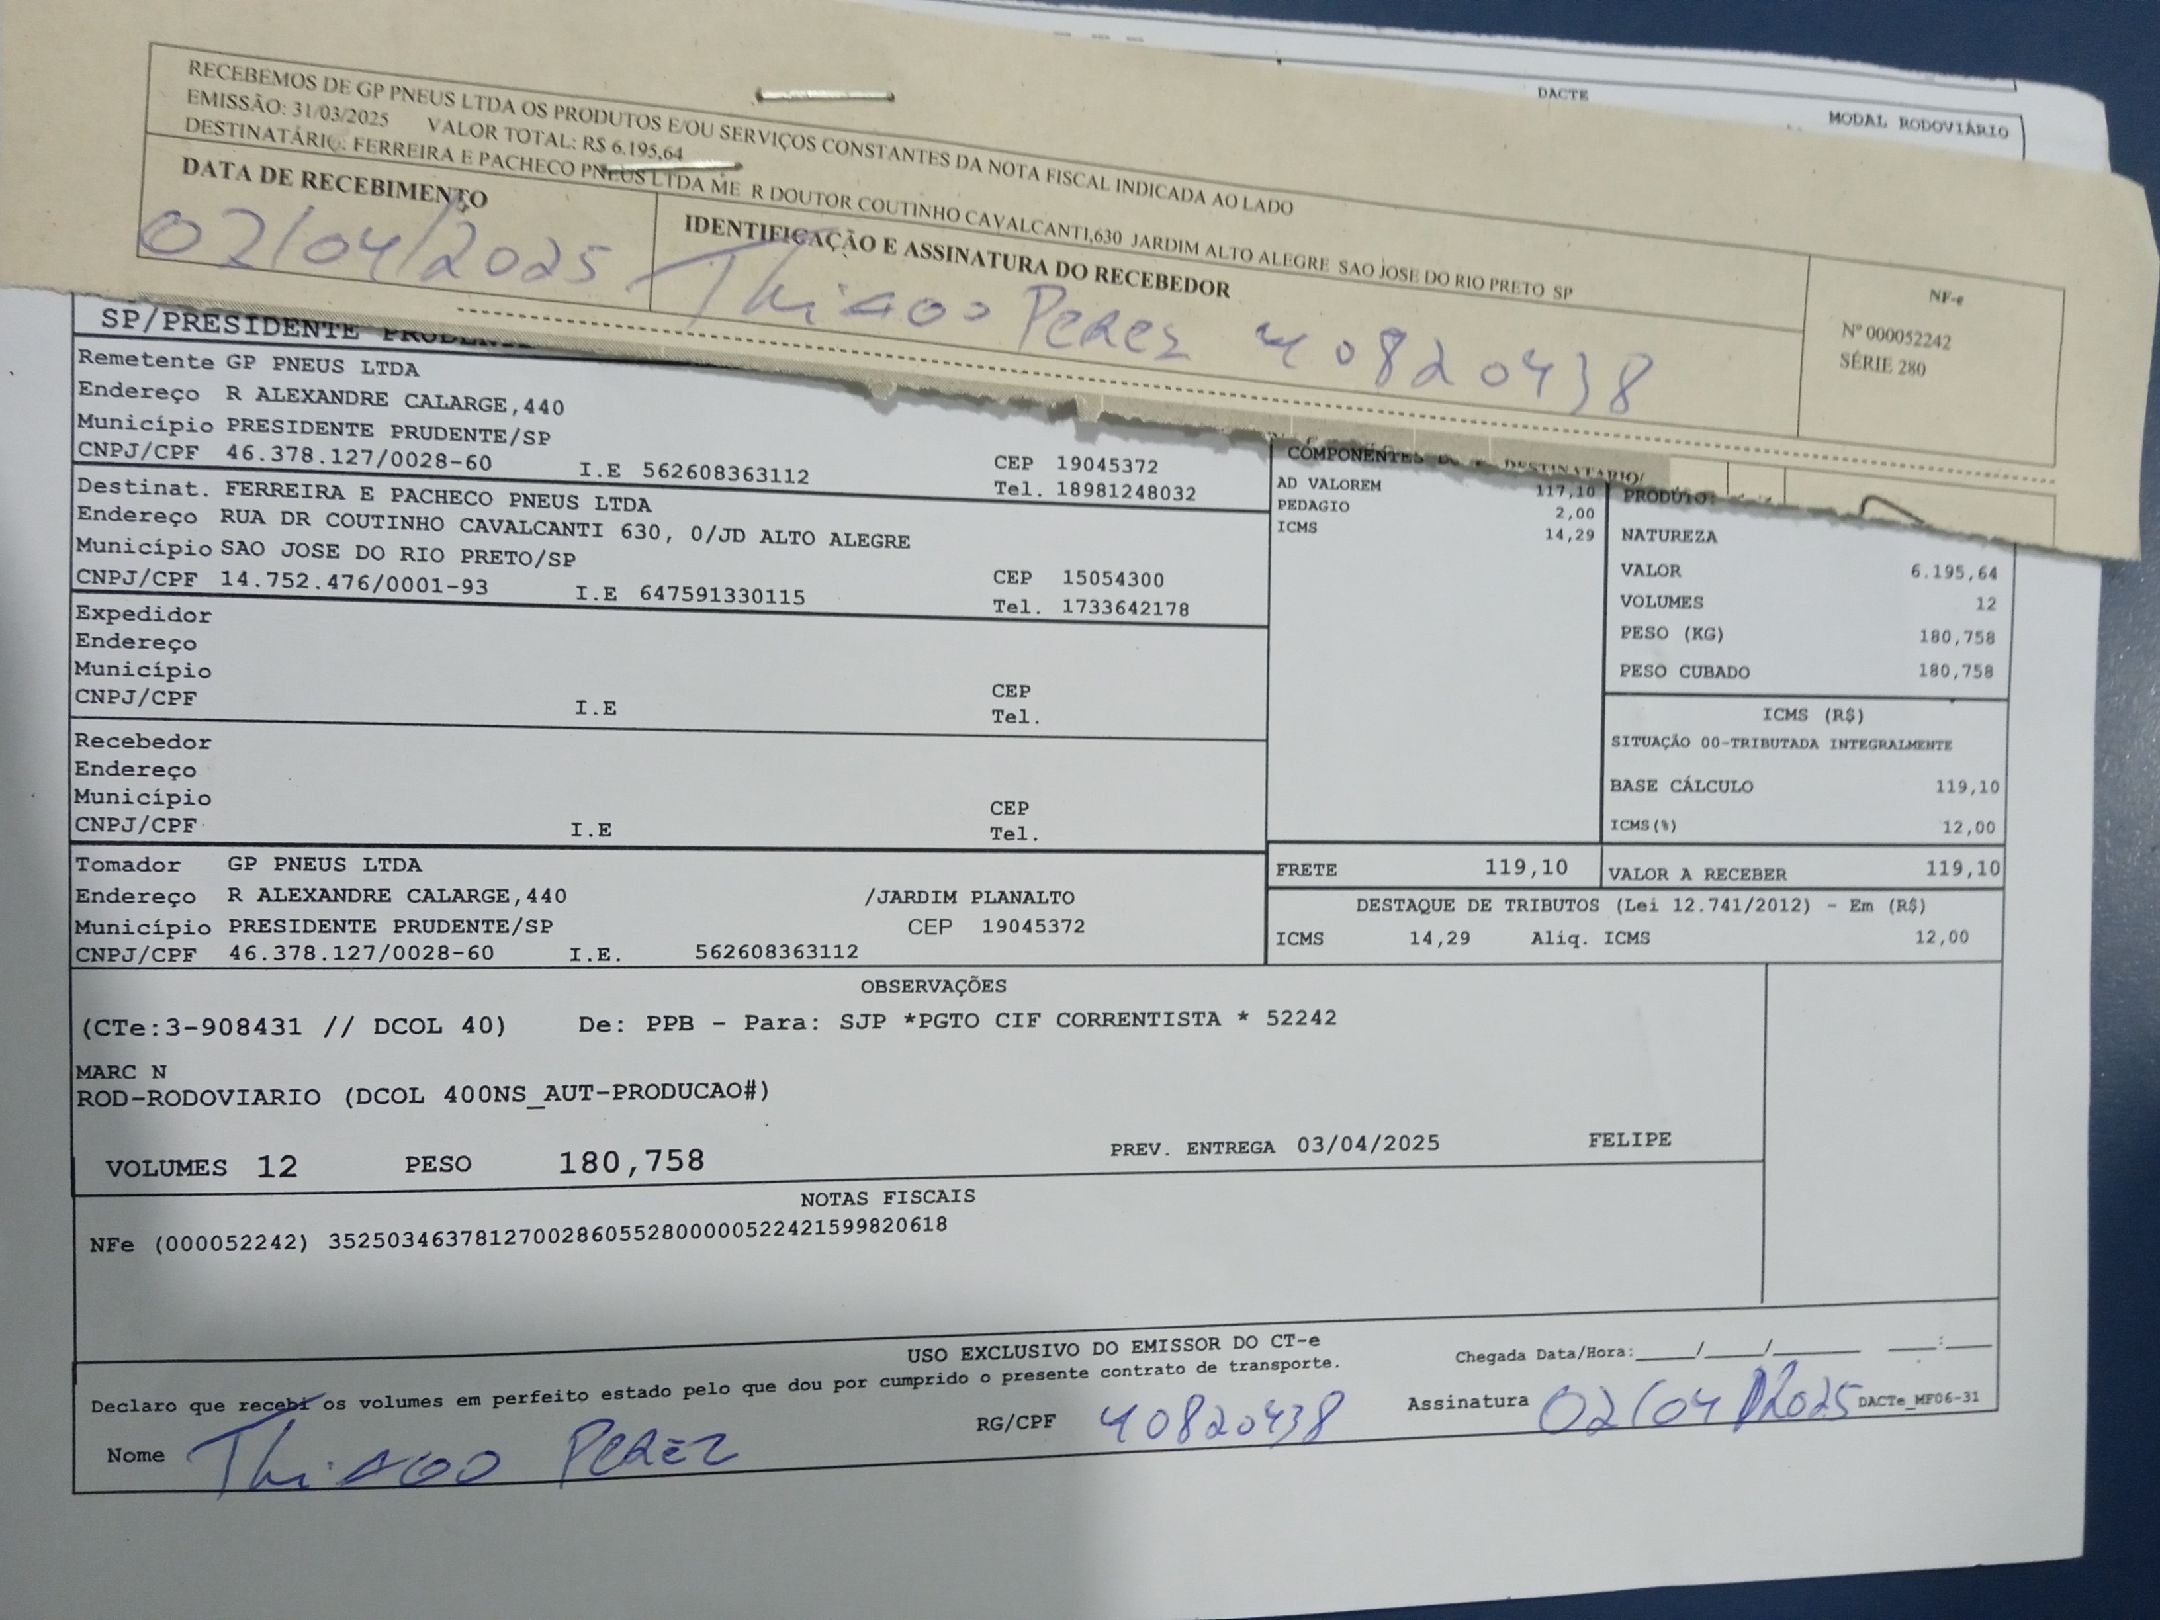 DACTE
MODAL RODOVIÁRIO
RECEBEMOS DE GP PNEUS LTDA OS PRODUTOS E/OU SERVIÇOS CONSTANTES DA NOTA FISCAL INDICADA AO LADO
EMISSÃO: 31/03/2025 VALOR TOTAL: R$ 6.195,64
DESTINATÁRIO: FERREIRA E PACHECO PNEUS LTDA ME R DOUTOR COUTINHO CAVALCANTI,630 JARDIM ALTO ALEGRE SAO JOSE DO RIO PRETO SP
DATA DE RECEBIMENTO
02/04/2025
IDENTIFICAÇÃO E ASSINATURA DO RECEBEDOR
Thiago Perez 40820438
NF-e
Nº 000052242
SÉRIE 280
SP/PRESIDENTE PRUDENTE
Remetente GP PNEUS LTDA
Endereço R ALEXANDRE CALARGE,440
Município PRESIDENTE PRUDENTE/SP
CNPJ/CPF 46.378.127/0028-60 I.E 562608363112
CEP 19045372
Tel. 18981248032
Destinat. FERREIRA E PACHECO PNEUS LTDA
Endereço RUA DR COUTINHO CAVALCANTI 630, 0/JD ALTO ALEGRE
Município SAO JOSE DO RIO PRETO/SP
CNPJ/CPF 14.752.476/0001-93 I.E 647591330115
CEP 15054300
Tel. 1733642178
Expedidor
Endereço
Município
CNPJ/CPF I.E
CEP
Tel.
Recebedor
Endereço
Município
CNPJ/CPF I.E
CEP
Tel.
Tomador GP PNEUS LTDA
Endereço R ALEXANDRE CALARGE,440 /JARDIM PLANALTO
Município PRESIDENTE PRUDENTE/SP CEP 19045372
CNPJ/CPF 46.378.127/0028-60 I.E. 562608363112
COMPONENTES
DESTINATARIO/
AD VALOREM 117,10
PEDAGIO 2,00
ICMS 14,29
PRODUTO:
NATUREZA
VALOR 6.195,64
VOLUMES 12
PESO (KG) 180,758
PESO CUBADO 180,758
ICMS (R$)
SITUAÇÃO 00-TRIBUTADA INTEGRALMENTE
BASE CÁLCULO 119,10
ICMS(%) 12,00
FRETE 119,10 VALOR A RECEBER 119,10
DESTAQUE DE TRIBUTOS (Lei 12.741/2012) - Em (R$)
ICMS 14,29 Aliq. ICMS 12,00
OBSERVAÇÕES
(CTe:3-908431 // DCOL 40) De: PPB - Para: SJP *PGTO CIF CORRENTISTA * 52242
MARC N
ROD-RODOVIARIO (DCOL 400NS_AUT-PRODUCAO#)
VOLUMES 12 PESO 180,758 PREV. ENTREGA 03/04/2025 FELIPE
NOTAS FISCAIS
NFe (000052242) 35250346378127002860552800000522421599820618
USO EXCLUSIVO DO EMISSOR DO CT-e
Declaro que recebi os volumes em perfeito estado pelo que dou por cumprido o presente contrato de transporte.
Chegada Data/Hora:____/____/______ ___:___
Nome Thiago Perez RG/CPF 40820438 Assinatura 02/04/2025 DACTe_MF06-31